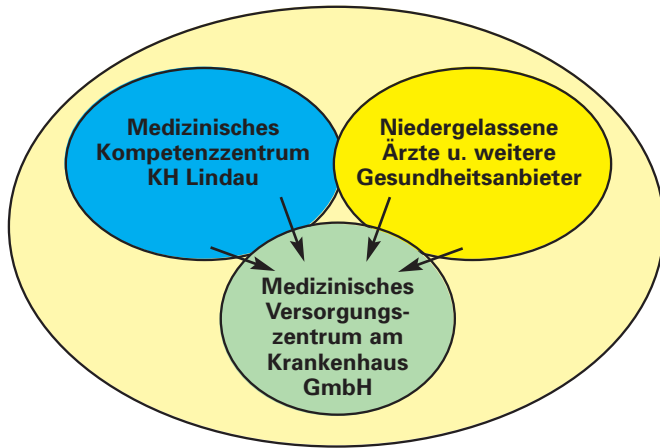 Medizinisches
Kompetenzzentrum
KH Lindau
Niedergelassene
Ärzte u. weitere
Gesundheitsanbieter
Medizinisches
Versorgungs-
zentrum am
Krankenhaus
GmbH